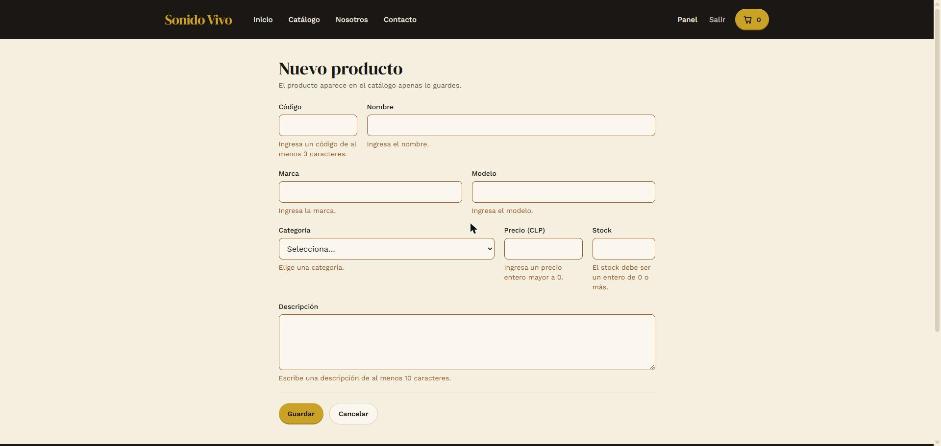 Sonido Vivo Inicio Catálogo Nosotros Contacto Panel Salir 0
Nuevo producto
El producto aparece en el catálogo apenas lo guardes.
Código Nombre
Ingresa un código de al Ingresa el nombre.
menos 3 caracteres.
Marca Modelo
Ingresa la marca. Ingresa el modelo.
Categoría Precio (CLP) Stock
Selecciona...
Elige una categoría. Ingresa un precio El stock debe ser
entero mayor a 0. un entero de 0 o
más.
Descripción
Escribe una descripción de al menos 10 caracteres.
Guardar Cancelar